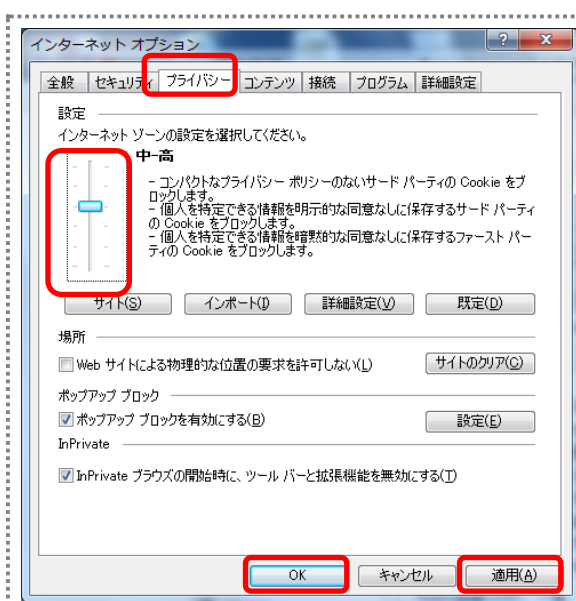 インターネット オプション
全般 セキュリティ プライバシー コンテンツ 接続 プログラム 詳細設定
設定
インターネット ゾーンの設定を選択してください。
中-高
- コンパクトなプライバシー ポリシーのないサード パーティの Cookie をブ
ロックします。
- 個人を特定できる情報を明示的な同意なしに保存するサード パーティ
の Cookie をブロックします。
- 個人を特定できる情報を暗黙的な同意なしに保存するファースト パー
ティの Cookie をブロックします。
サイト(S) インポート(I) 詳細設定(V) 既定(D)
場所
Web サイトによる物理的な位置の要求を許可しない(L) サイトのクリア(C)
ポップアップ ブロック
ポップアップ ブロックを有効にする(B) 設定(E)
InPrivate
InPrivate ブラウズの開始時に、ツール バーと拡張機能を無効にする(T)
OK キャンセル 適用(A)